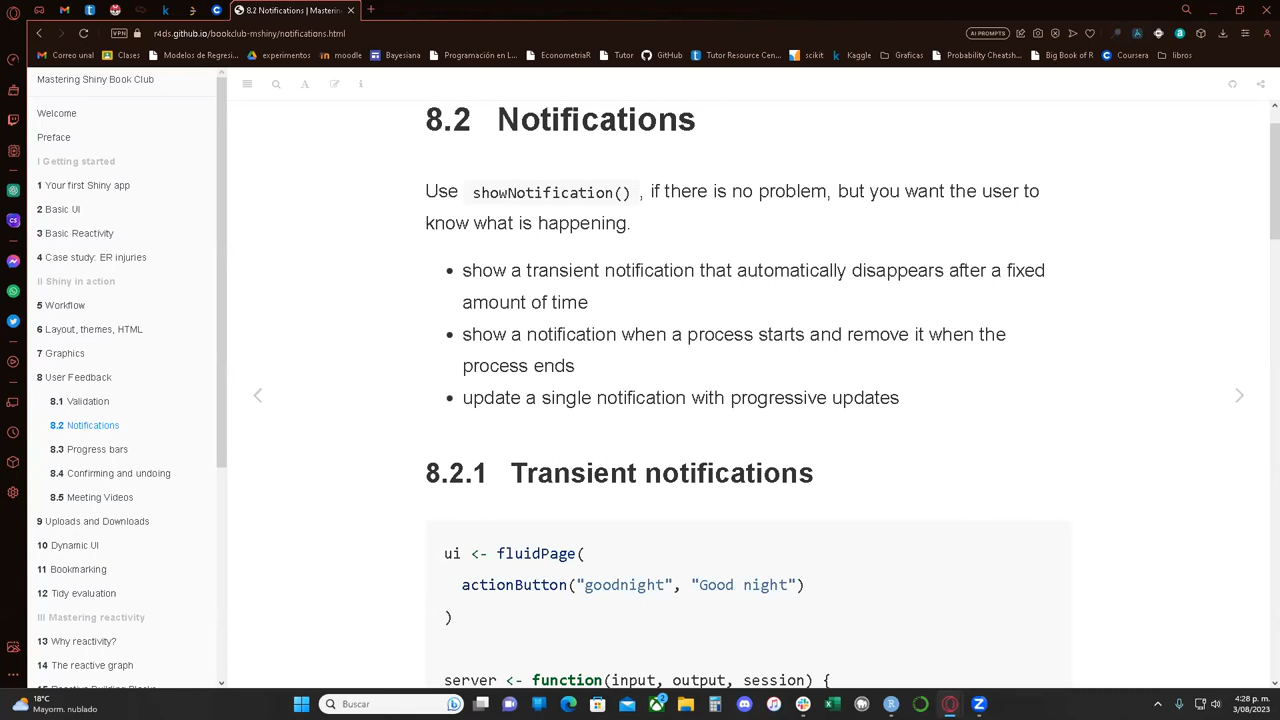 8.2 Notifications | Mastering
VPN
r4ds.github.io/bookclub-mshiny/notifications.html
AI PROMPTS
Correo unal
Clases
Modelos de Regresi...
experimentos
moodle
Bayesiana
Programación en L...
ParanoiaProm
Tutor
GitHub
Tutor Resource Cen...
scikit
Kaggle
Graficas
Probability Cheatsh...
Big Book of R
Coursera
libros
Mastering Shiny Book Club
Welcome
Preface
I Getting started
1 Your first Shiny app
2 Basic UI
3 Basic Reactivity
4 Case study: ER injuries
II Shiny in action
5 Workflow
6 Layout, themes, HTML
7 Graphics
8 User Feedback
8.1 Validation
8.2 Notifications
8.3 Progress bars
8.4 Confirming and undoing
8.5 Meeting Videos
9 Uploads and Downloads
10 Dynamic UI
11 Bookmarking
12 Tidy evaluation
III Mastering reactivity
13 Why reactivity?
14 The reactive graph
8.2 Notifications
Use showNotification() , if there is no problem, but you want the user to
know what is happening.
• show a transient notification that automatically disappears after a fixed
amount of time
• show a notification when a process starts and remove it when the
process ends
• update a single notification with progressive updates
8.2.1 Transient notifications
ui <- fluidPage(
actionButton("goodnight", "Good night")
)
server <- function(input, output, session) {
18°C
Mayorm. nublado
Buscar
2
4:28 p. m.
3/08/2023